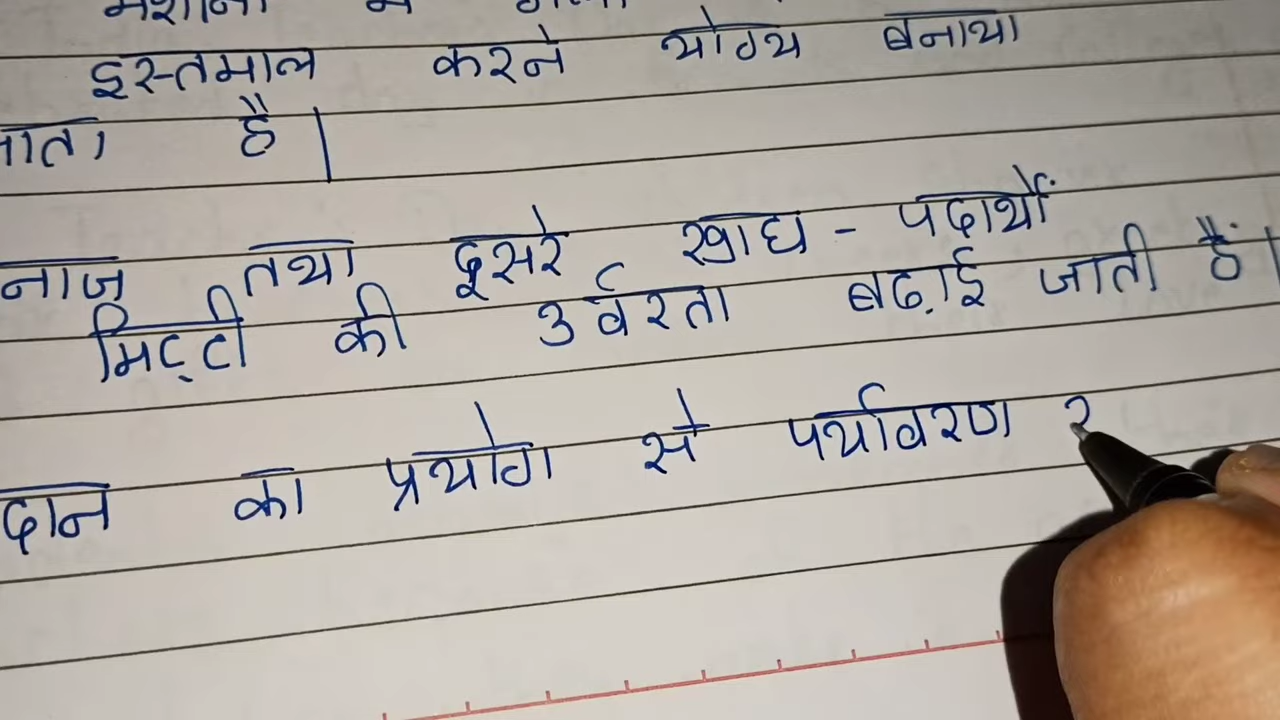 इस्तमाल करने योग्य बनाया
जाता है।
नाज तथा दूसरे खाद्य - पदार्थों
मिट्टी की उर्वरता बढ़ाई जाती है।
दान का प्रयोग से पर्यावरण